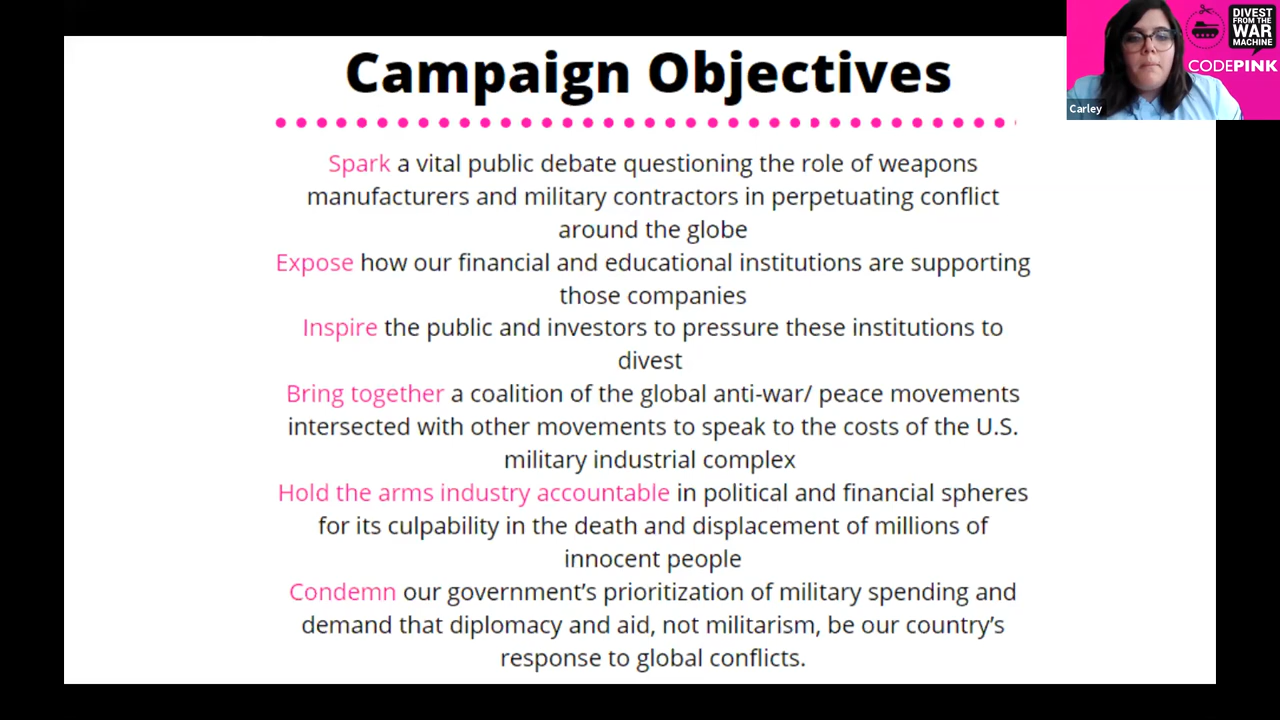 Campaign Objectives
Spark a vital public debate questioning the role of weapons
manufacturers and military contractors in perpetuating conflict
around the globe
Expose how our financial and educational institutions are supporting
those companies
Inspire the public and investors to pressure these institutions to
divest
Bring together a coalition of the global anti-war/ peace movements
intersected with other movements to speak to the costs of the U.S.
military industrial complex
Hold the arms industry accountable in political and financial spheres
for its culpability in the death and displacement of millions of
innocent people
Condemn our government's prioritization of military spending and
demand that diplomacy and aid, not militarism, be our country's
response to global conflicts.
DIVEST
FROM THE
WAR
MACHINE
CODEPINK
Carley